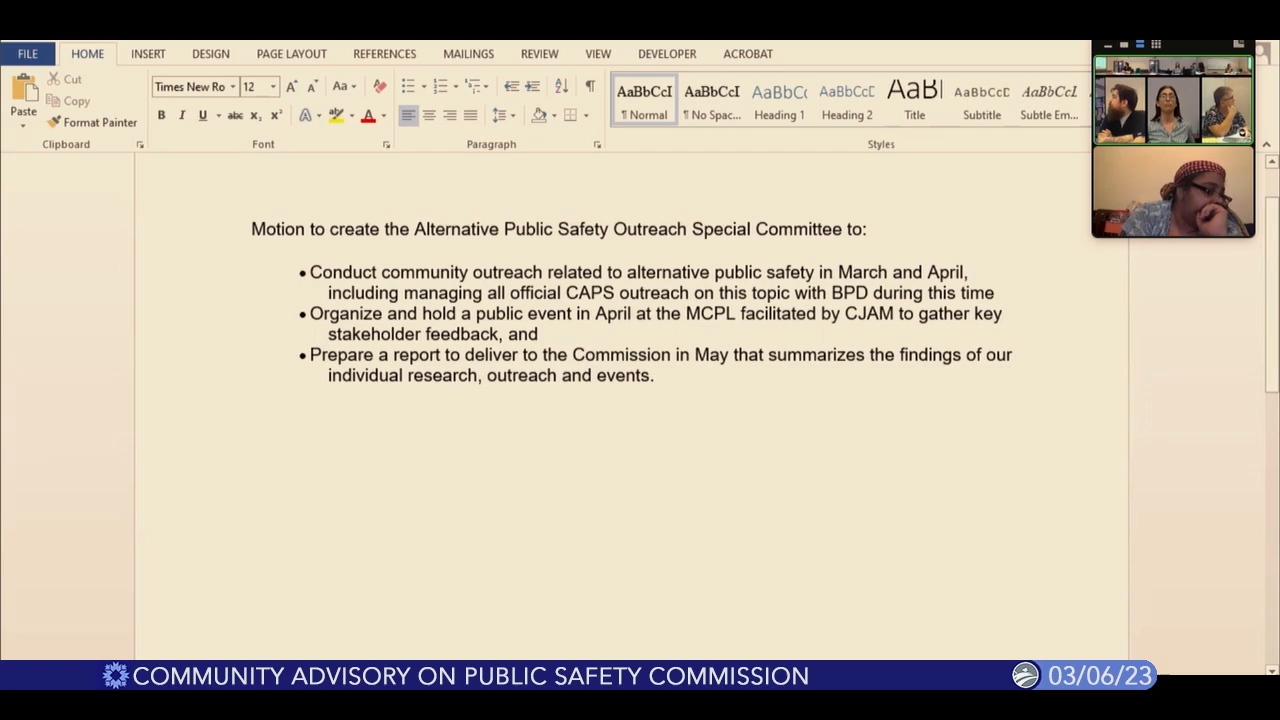 FILE HOME INSERT DESIGN PAGE LAYOUT REFERENCES MAILINGS REVIEW VIEW DEVELOPER ACROBAT
Paste
Cut
Copy
Format Painter
Clipboard
Times New Ro 12
Font
Paragraph
AaBbCcI AaBbCcI AaBbCc AaBbCcI AaBI AaBbCcD AaBbCcI
¶ Normal ¶ No Spac... Heading 1 Heading 2 Title Subtitle Subtle Em...
Styles
Motion to create the Alternative Public Safety Outreach Special Committee to:
• Conduct community outreach related to alternative public safety in March and April,
including managing all official CAPS outreach on this topic with BPD during this time
• Organize and hold a public event in April at the MCPL facilitated by CJAM to gather key
stakeholder feedback, and
• Prepare a report to deliver to the Commission in May that summarizes the findings of our
individual research, outreach and events.
COMMUNITY ADVISORY ON PUBLIC SAFETY COMMISSION 03/06/23